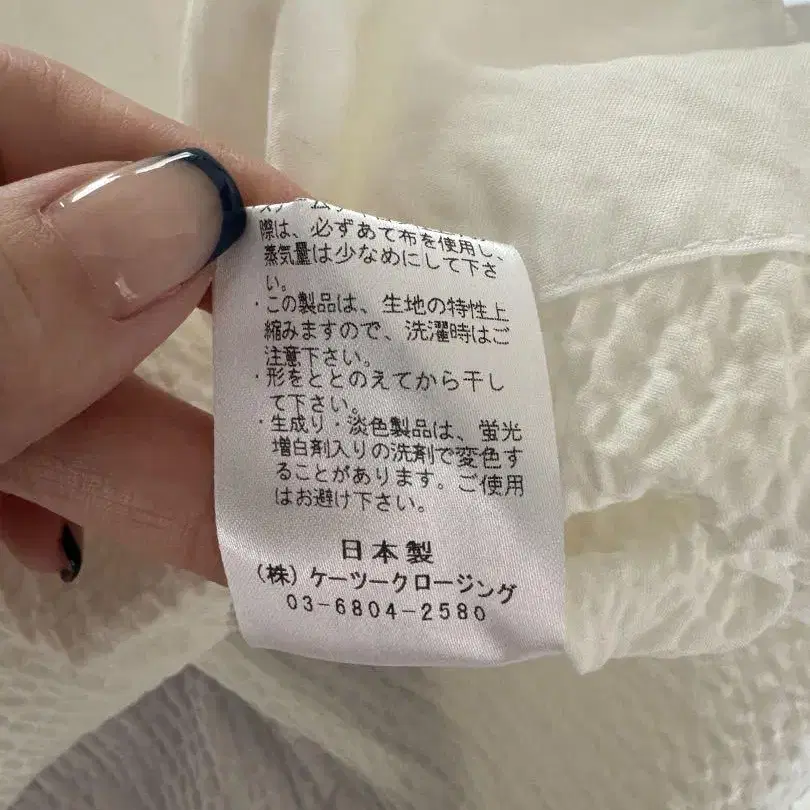 際は、必ずあて布を使用し、
蒸気量は少なめにして下さ
い。
・この製品は、生地の特性上
縮みますので、洗濯時はご
注意下さい。
・形をととのえてから干し
て下さい。
・生成り・淡色製品は、蛍光
増白剤入りの洗剤で変色す
ることがあります。ご使用
はお避け下さい。
日本製
(株)ケーツークロージング
03-6804-2580